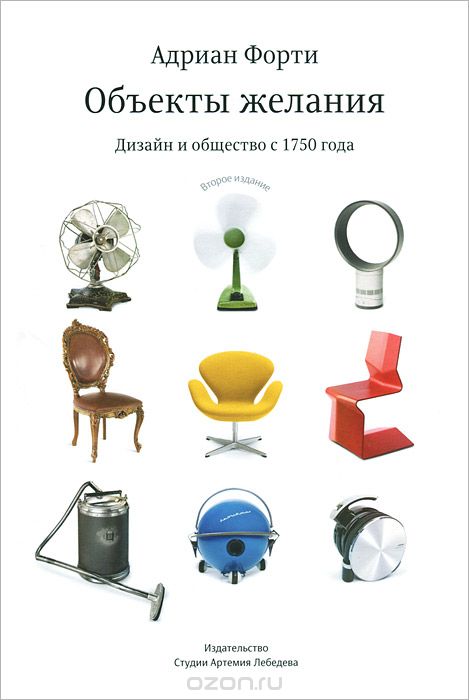 Адриан Форти
Объекты желания
Дизайн и общество с 1750 года
Второе издание
Издательство
Студии Артемия Лебедева
ozon.ru